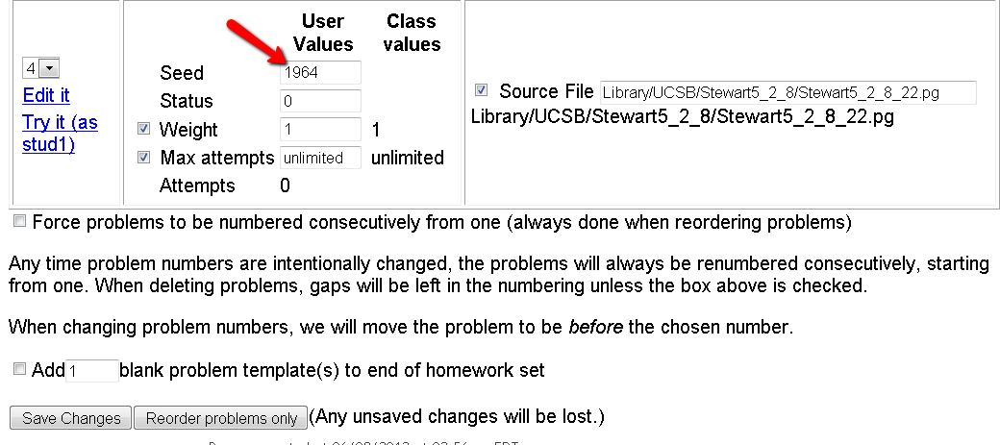 User Values
Class values
4
Edit it
Try it (as stud1)
Seed 1964
Status 0
Weight 1 1
Max attempts unlimited unlimited
Attempts 0
Source File Library/UCSB/Stewart5_2_8/Stewart5_2_8_22.pg
Library/UCSB/Stewart5_2_8/Stewart5_2_8_22.pg
Force problems to be numbered consecutively from one (always done when reordering problems)
Any time problem numbers are intentionally changed, the problems will always be renumbered consecutively, starting
from one. When deleting problems, gaps will be left in the numbering unless the box above is checked.
When changing problem numbers, we will move the problem to be before the chosen number.
Add 1 blank problem template(s) to end of homework set
Save Changes Reorder problems only (Any unsaved changes will be lost.)